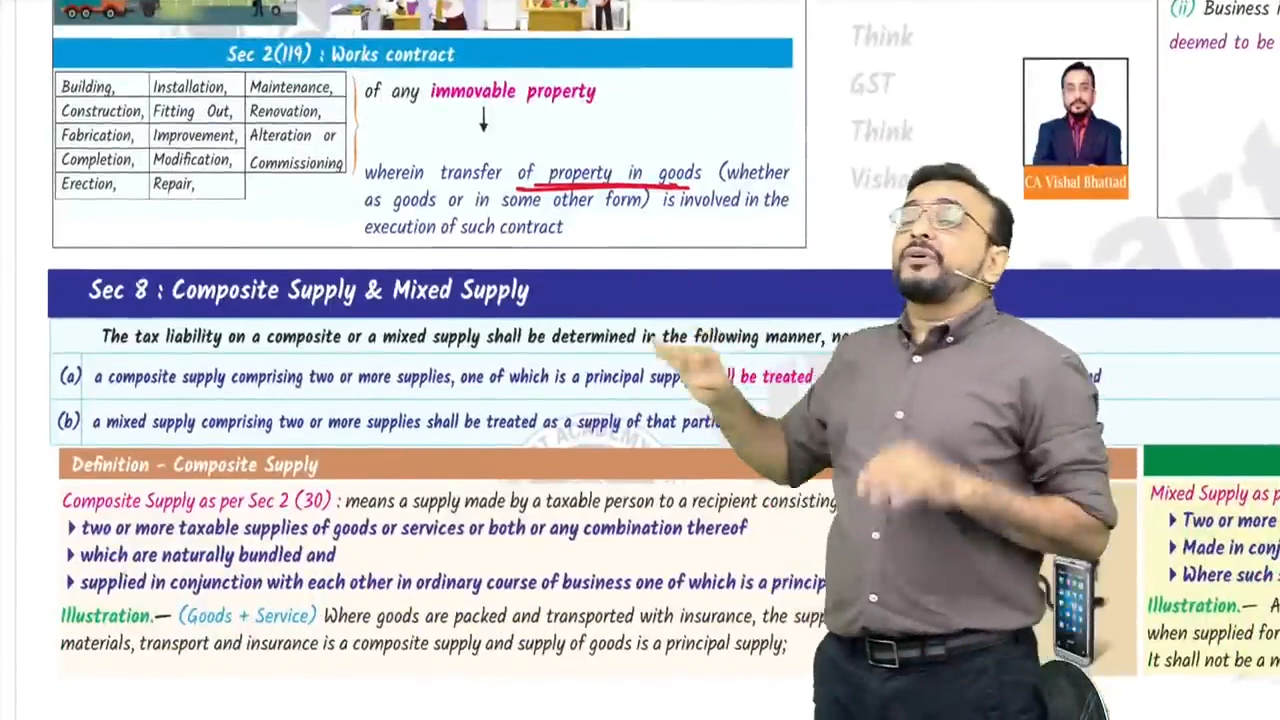 (ii) Business
deemed to be
Think
GST
Think
Sec 2(119) : Works contract
Building, Installation, Maintenance,
Construction, Fitting Out, Renovation,
Fabrication, Improvement, Alteration or
Completion, Modification, Commissioning
Erection, Repair,
of any immovable property
wherein transfer of property in goods (whether
as goods or in some other form) is involved in the
execution of such contract
CA Vishal Bhattad
Sec 8 : Composite Supply & Mixed Supply
The tax liability on a composite or a mixed supply shall be determined in the following manner,
(a) a composite supply comprising two or more supplies, one of which is a principal be treated
(b) a mixed supply comprising two or more supplies shall be treated as a supply of that
Definition – Composite Supply
Composite Supply as per Sec 2 (30) : means a supply made by a taxable person to a recipient consisting
two or more taxable supplies of goods or services or both or any combination thereof
which are naturally bundled and
supplied in conjunction with each other in ordinary course of business one of which is a
Illustration.— (Goods + Service) Where goods are packed and transported with insurance, the
materials, transport and insurance is a composite supply and supply of goods is a principal supply;
Mixed Supply as
Two or more
Made in
Where such
Illustration.— A
when supplied for
It shall not be a